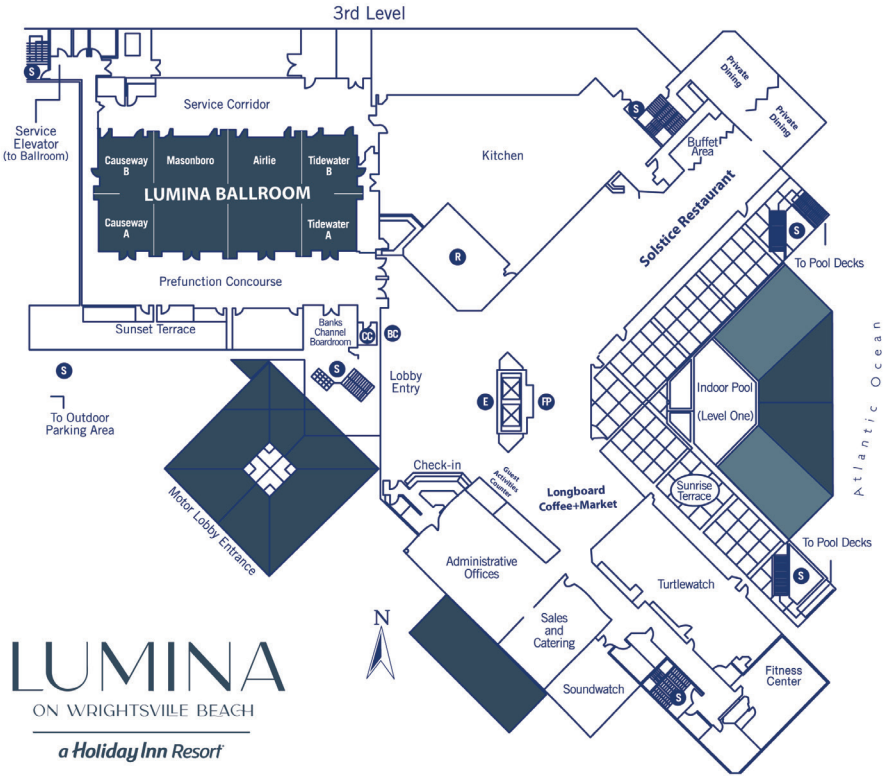 3rd Level
Private
Dining
Private
Dining
S
Service Corridor
S
Service
Elevator
(to Ballroom)
Kitchen
Buffet
Area
Causeway
B
Masonboro
Airlie
Tidewater
B
LUMINA BALLROOM
Causeway
A
Tidewater
A
Solstice Restaurant
S
To Pool Decks
R
Prefunction Concourse
Sunset Terrace
Banks
Channel
Boardroom
CC
BC
Atlantic Ocean
S
S
Lobby
Entry
E
FP
Indoor Pool
(Level One)
To Outdoor
Parking Area
Check-in
Guest
Activities
Counter
Longboard
Coffee+Market
Sunrise
Terrace
Motor Lobby Entrance
To Pool Decks
S
Administrative
Offices
Turtlewatch
N
Sales
and
Catering
Soundwatch
S
Fitness
Center
LUMINA
ON WRIGHTSVILLE BEACH
a Holiday Inn Resort